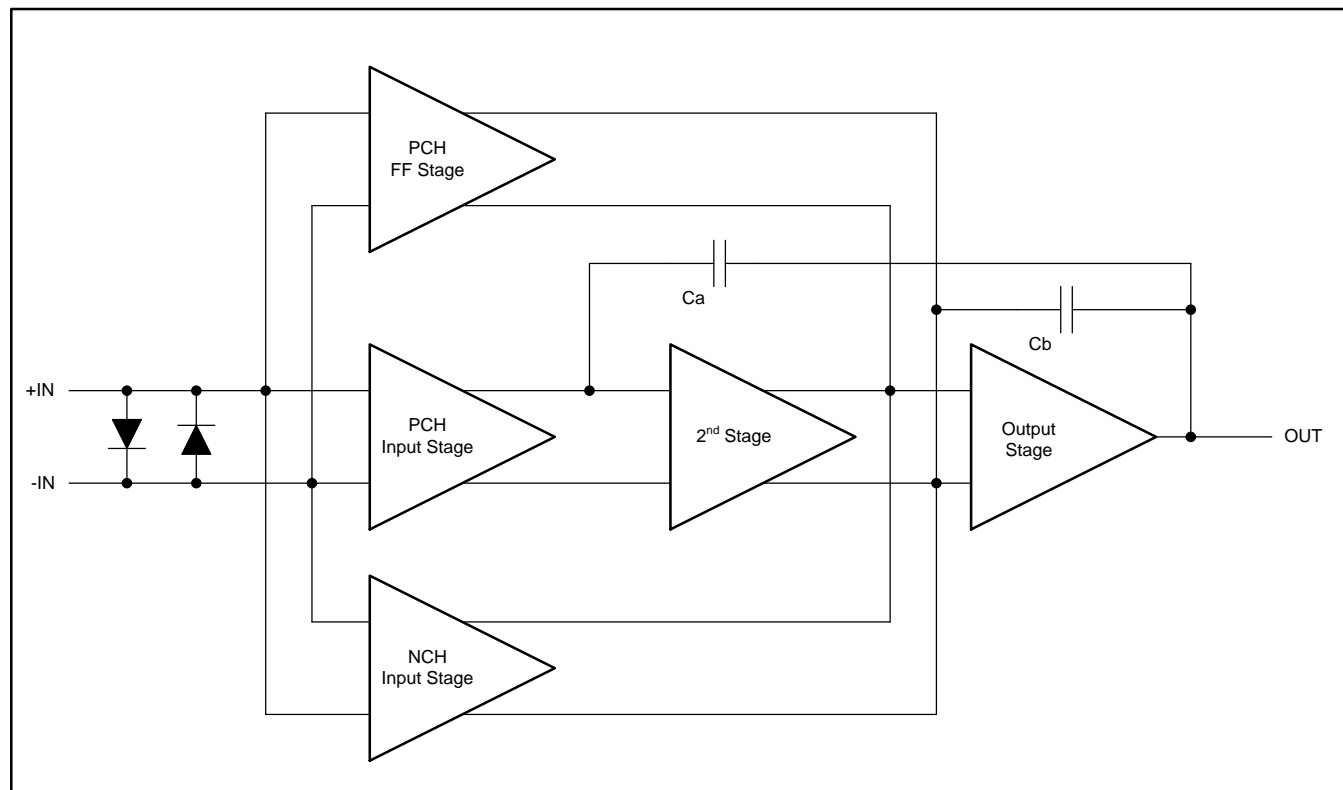 PCH
FF Stage
Ca
Cb
+IN
-IN
PCH
Input Stage
2nd Stage
Output
Stage
OUT
NCH
Input Stage